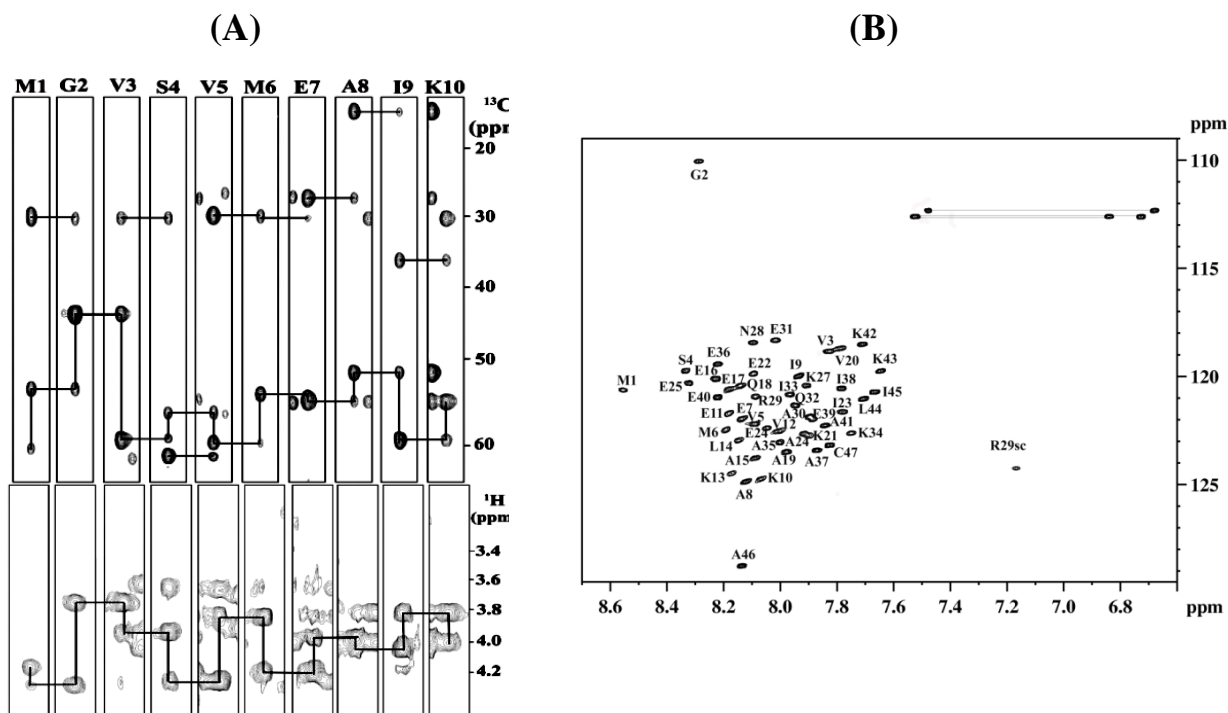 (A)
(B)
M1 G2 V3 S4 V5 M6 E7 A8 I9 K10
13C
(ppm
20
30
40
50
60
1H
(ppm)
3.4
3.6
3.8
4.0
4.2
ppm
110
G2
115
N28 E31
V3 K42
V20
S4 E36
E16 E22 I9 K43
M1 E25 E17 Q18 K27 I38
I33 I45
E40 R29 Q32 L44
E11 E7 A30 E39 I23
V5 V12 A41
M6 E24 K21 K34
L14 A35 A24 C47
A15 A19 A37
R29sc
K13 K10
A8
125
A46
8.6 8.4 8.2 8.0 7.8 7.6 7.4 7.2 7.0 6.8
ppm
120
ppm